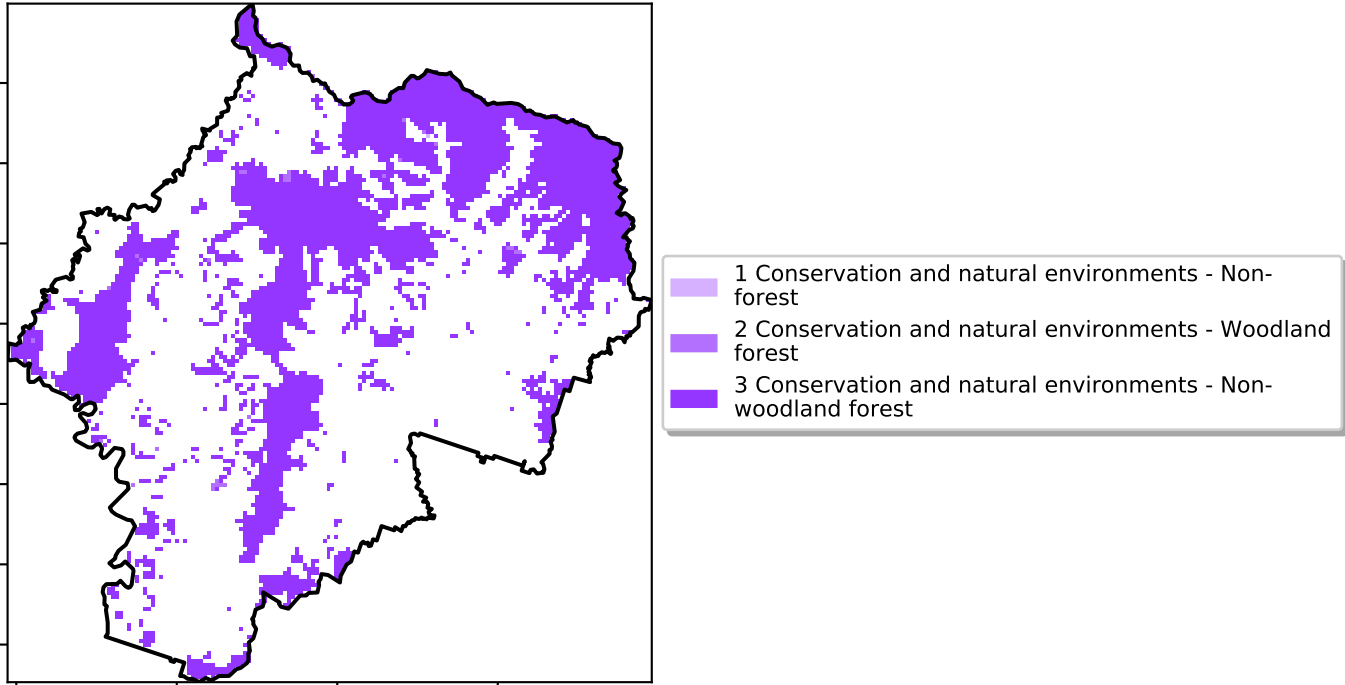 1 Conservation and natural environments - Non-
forest
2 Conservation and natural environments - Woodland
forest
3 Conservation and natural environments - Non-
woodland forest